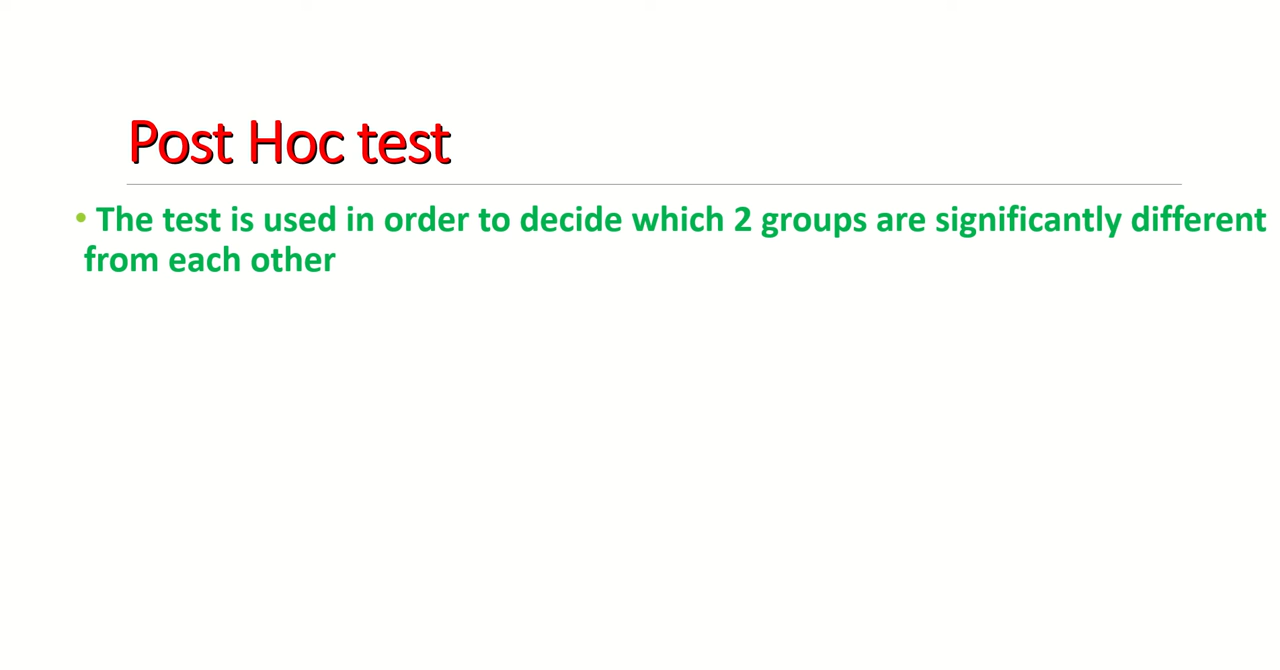 Post Hoc test
• The test is used in order to decide which 2 groups are significantly different
from each other